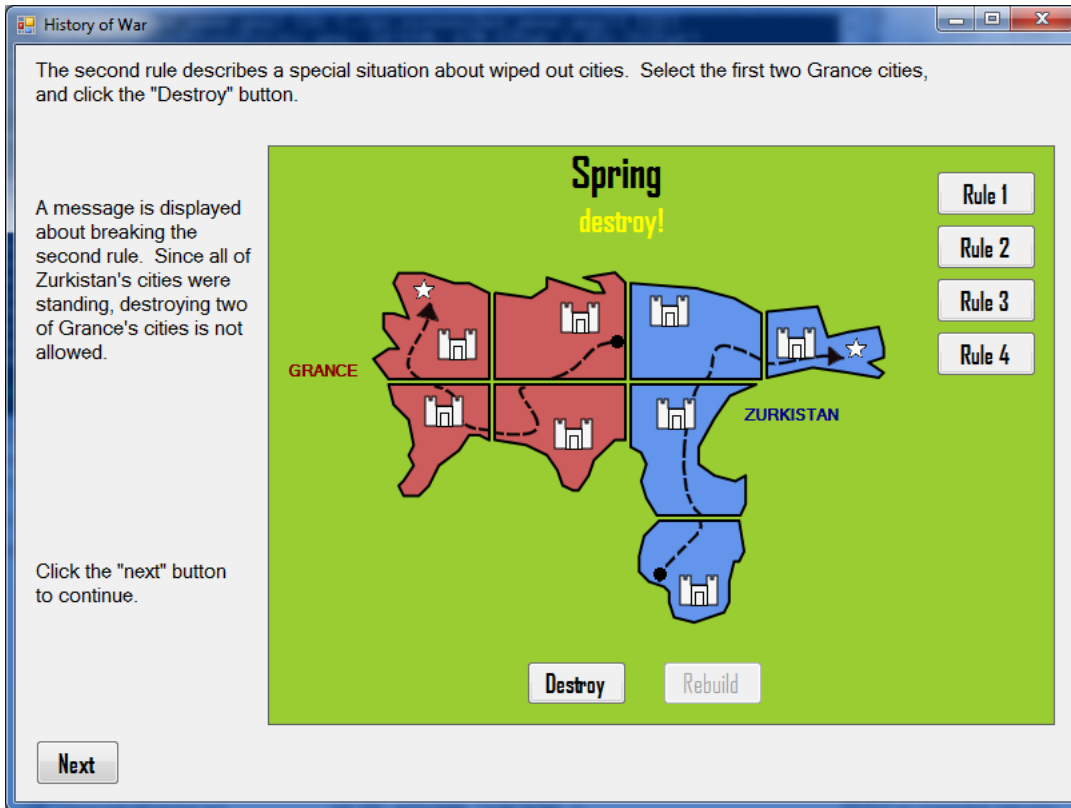 History of War
The second rule describes a special situation about wiped out cities.  Select the first two Grance cities,
and click the "Destroy" button.
A message is displayed
about breaking the
second rule.  Since all of
Zurkistan's cities were
standing, destroying two
of Grance's cities is not
allowed.
Click the "next" button
to continue.
Spring
destroy!
Rule 1
Rule 2
Rule 3
Rule 4
GRANCE
ZURKISTAN
Destroy
Rebuild
Next